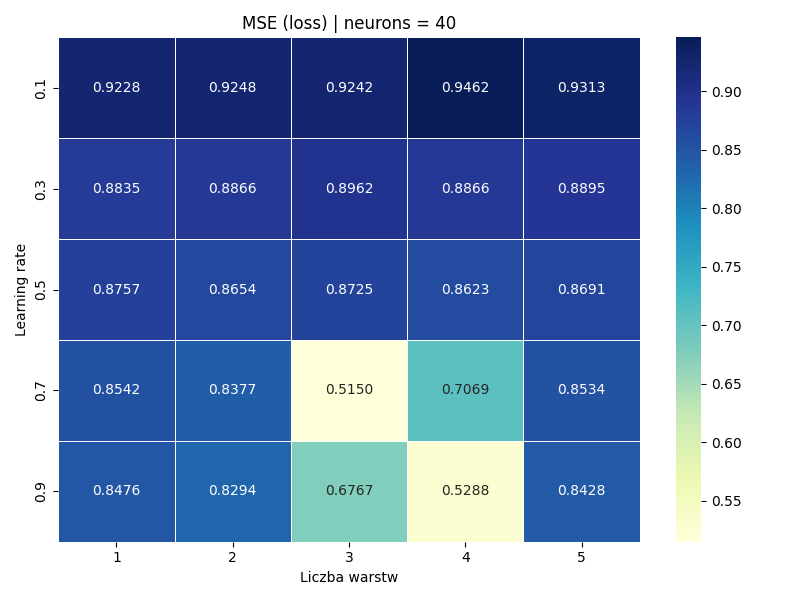 MSE (loss) | neurons = 40
0.1 0.9228 0.9248 0.9242 0.9462 0.9313
0.3 0.8835 0.8866 0.8962 0.8866 0.8895
0.5 0.8757 0.8654 0.8725 0.8623 0.8691
0.7 0.8542 0.8377 0.5150 0.7069 0.8534
0.9 0.8476 0.8294 0.6767 0.5288 0.8428
1 2 3 4 5
Learning rate
Liczba warstw
0.90
0.85
0.80
0.75
0.70
0.65
0.60
0.55